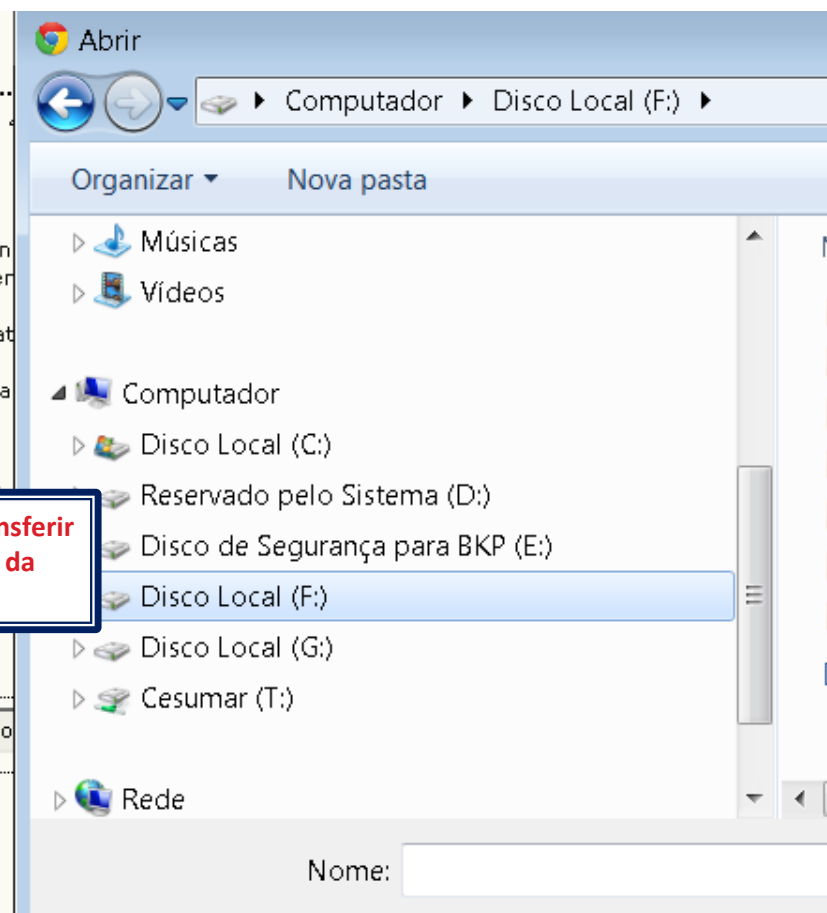 Abrir
Computador Disco Local (F:)
Organizar Nova pasta
Músicas
Vídeos
Computador
Disco Local (C:)
Reservado pelo Sistema (D:)
Disco de Segurança para BKP (E:)
Disco Local (F:)
Disco Local (G:)
Cesumar (T:)
Rede
Nome:
nsferir
da